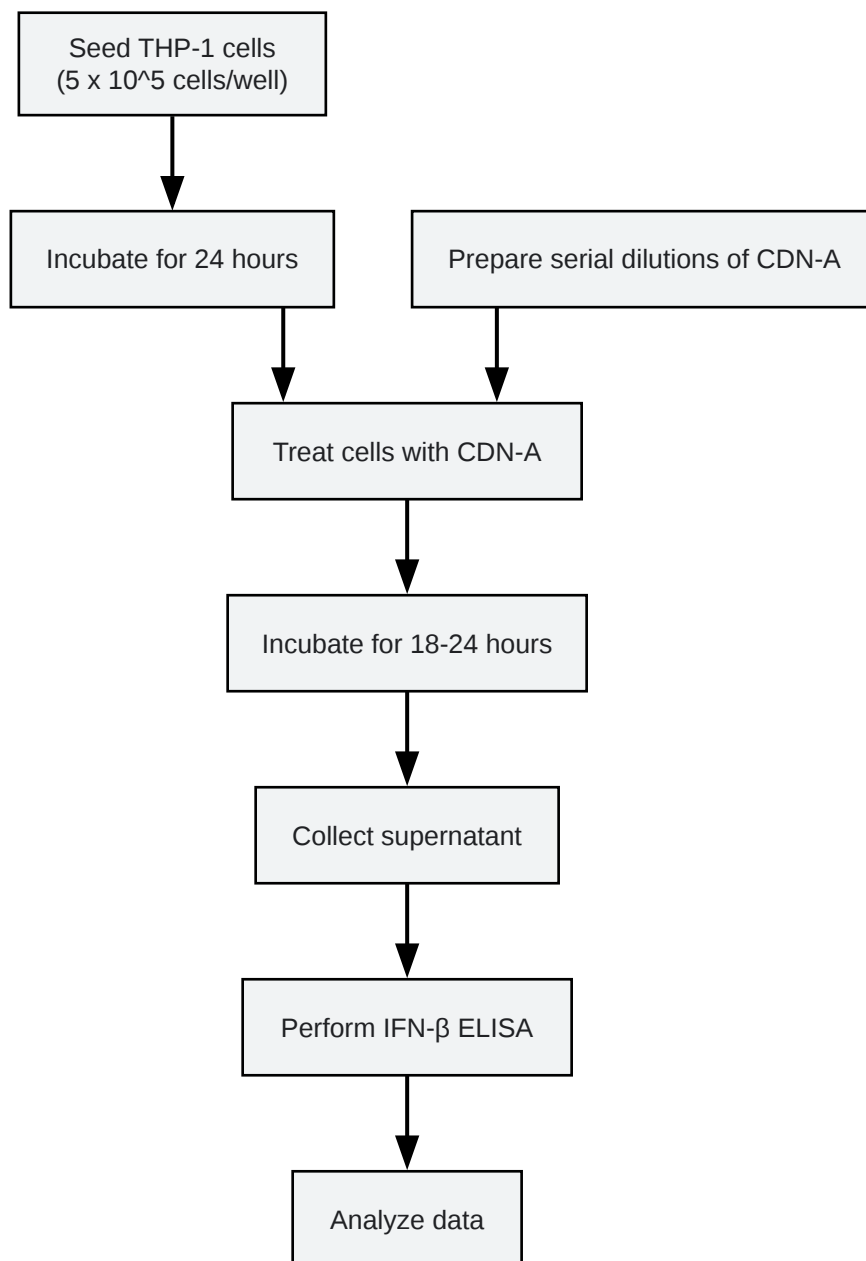 Seed THP-1 cells
(5 x 10^5 cells/well)
Incubate for 24 hours
Prepare serial dilutions of CDN-A
Treat cells with CDN-A
Incubate for 18-24 hours
Collect supernatant
Perform IFN-β ELISA
Analyze data